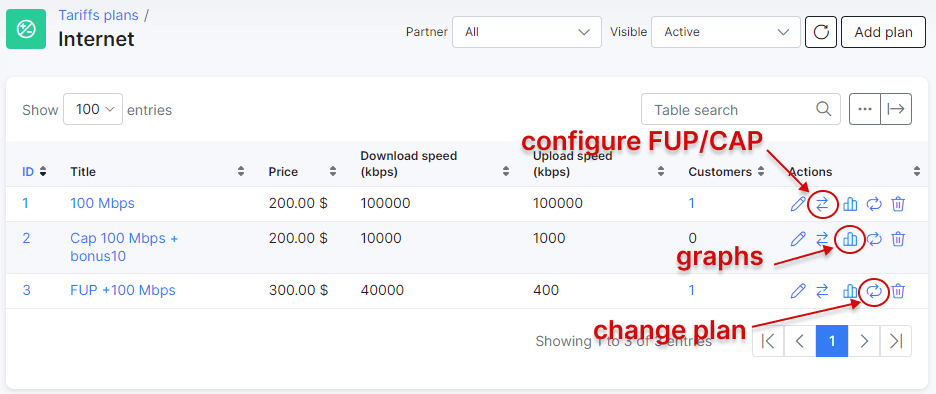 Tariffs plans /
Internet
Partner All Visible Active Add plan
Show 100 entries Table search
configure FUP/CAP
ID Title Price Download speed (kbps) Upload speed (kbps) Customers Actions
1 100 Mbps 200.00 $ 100000 100000 1
2 Cap 100 Mbps + 200.00 $ 10000 1000 0
bonus10
graphs
3 FUP +100 Mbps 300.00 $ 40000 400 1
change plan
Showing 1 to 3 of 3 entries 1